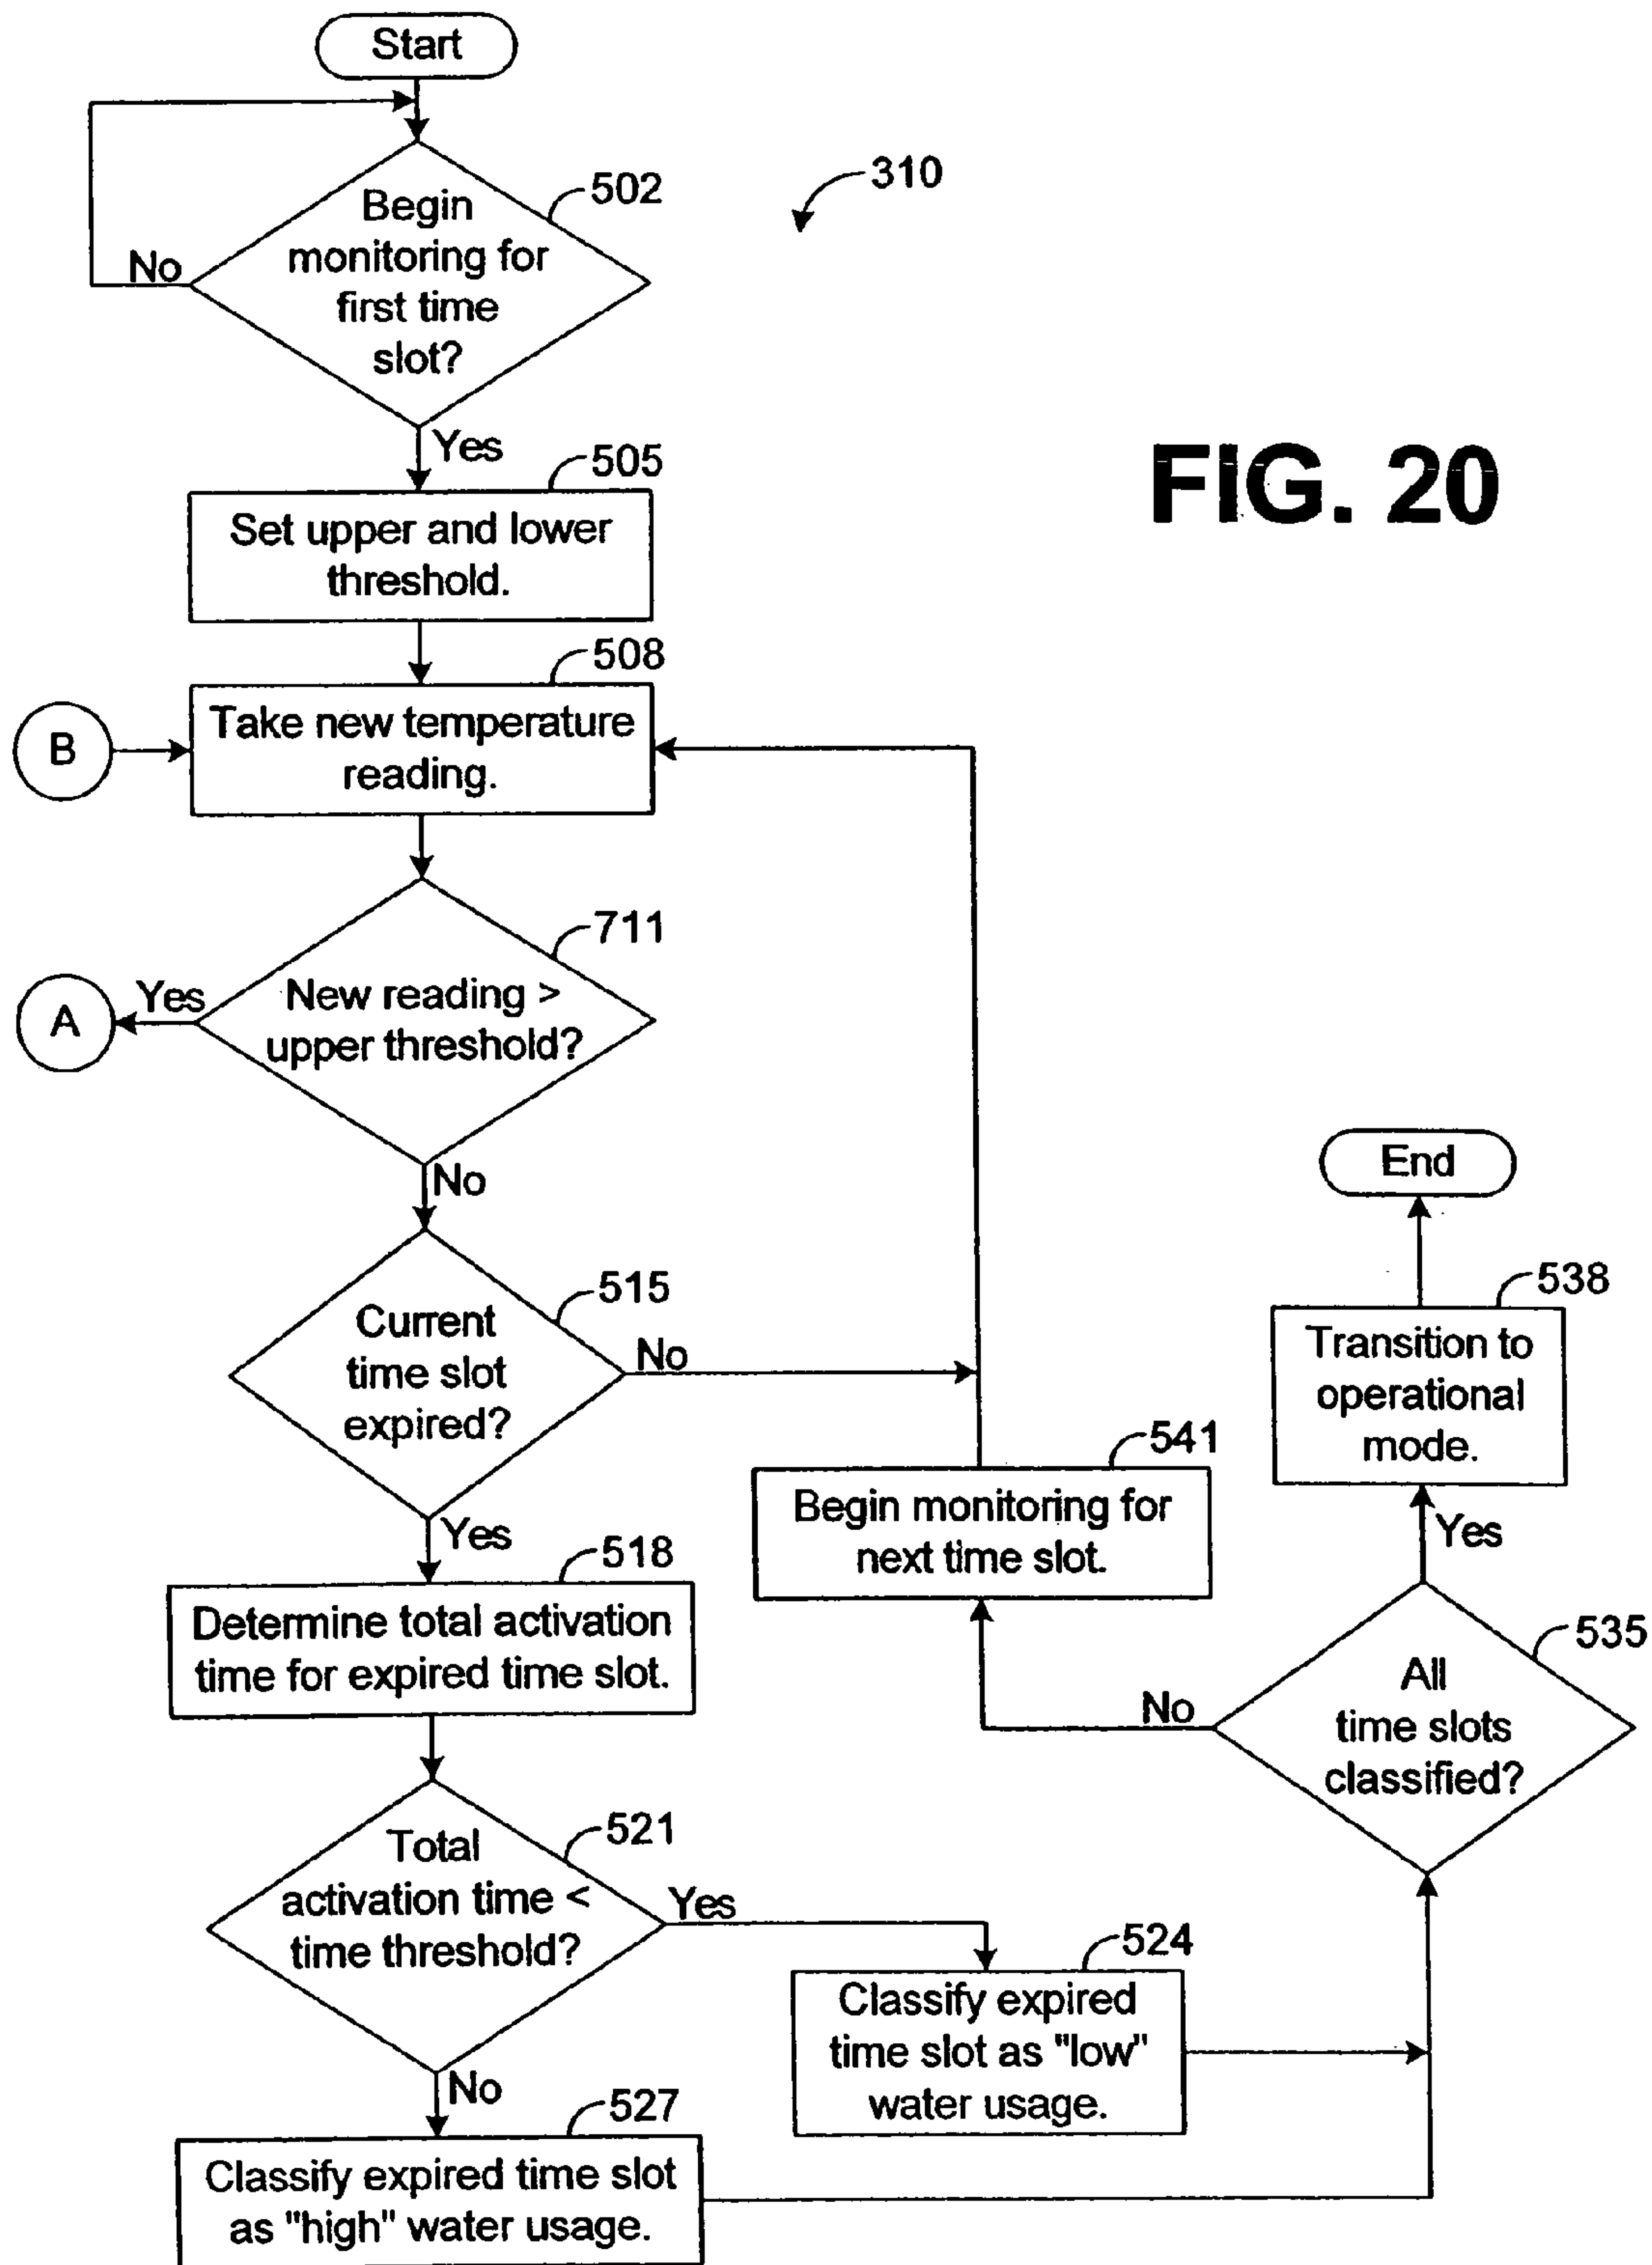 Start
310
502
Begin
monitoring for
first time
slot?
No
Yes
FIG. 20
505
Set upper and lower
threshold.
508
B
Take new temperature
reading.
711
A
Yes
New reading >
upper threshold?
No
515
Current
time slot
expired?
No
Yes
518
Determine total activation
time for expired time slot.
521
Total
activation time <
time threshold?
Yes
No
524
Classify expired
time slot as "low"
water usage.
527
Classify expired time slot
as "high" water usage.
535
All
time slots
classified?
No
Yes
541
Begin monitoring for
next time slot.
538
Transition to
operational
mode.
End